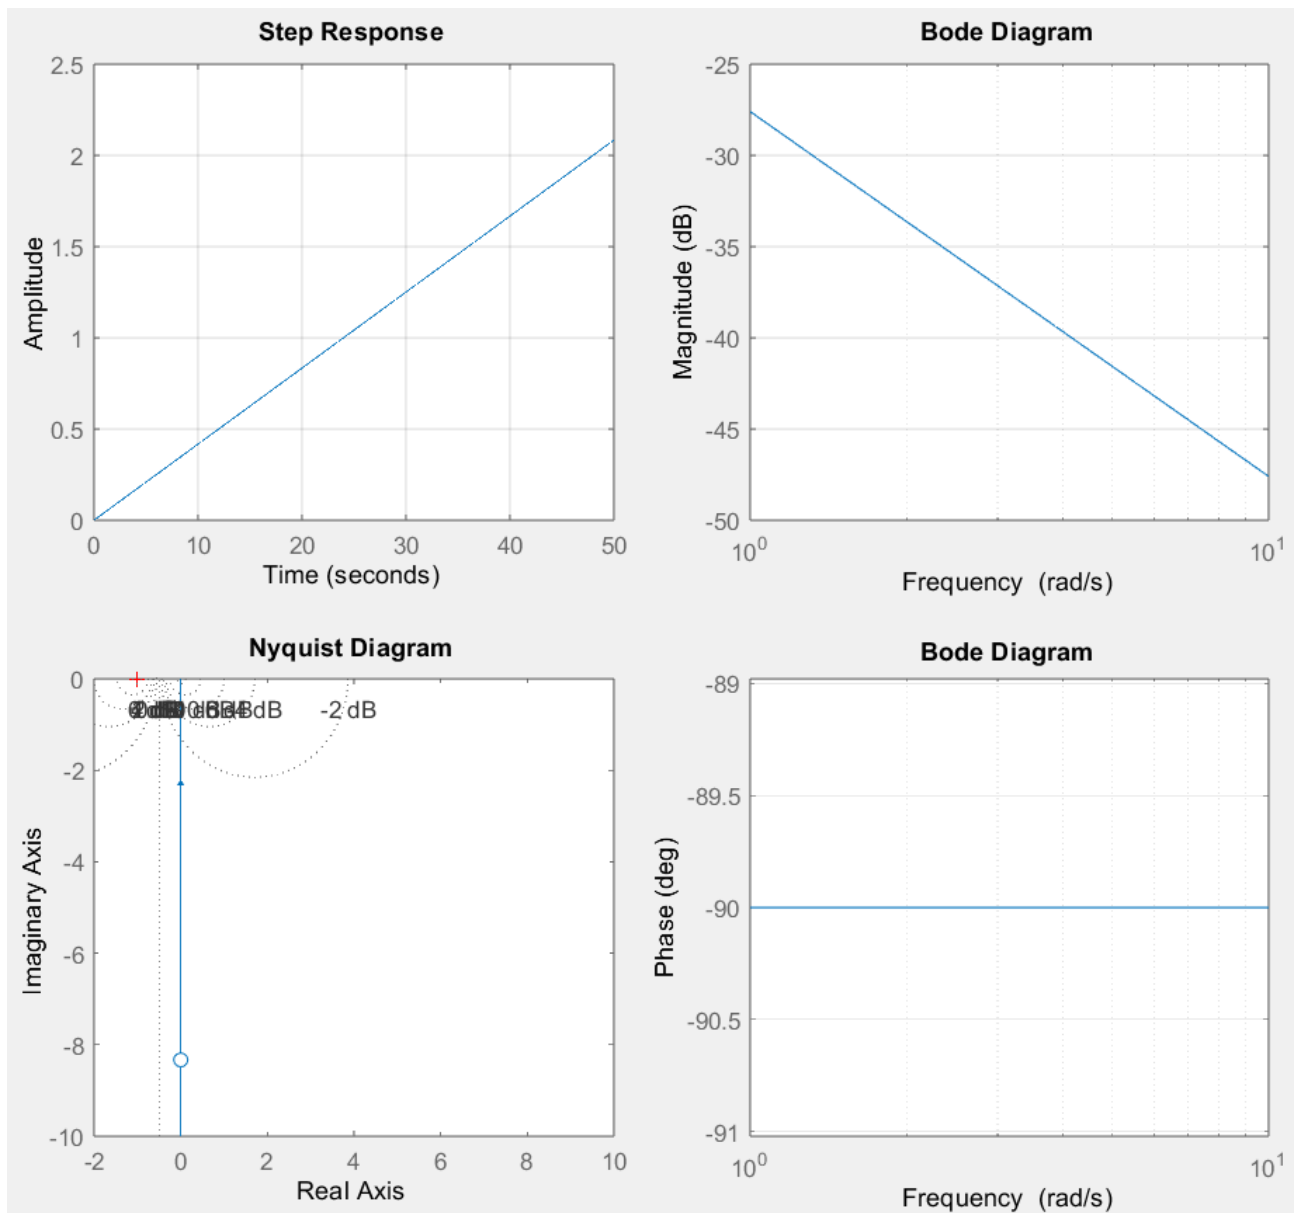 Step Response
2.5
2
1.5
1
0.5
0
Amplitude
0 10 20 30 40 50
Time (seconds)
Bode Diagram
-25
-30
-35
-40
-45
-50
Magnitude (dB)
10^0 10^1
Frequency (rad/s)
Nyquist Diagram
0
-2
-4
-6
-8
-10
Imaginary Axis
-2 dB
-2 0 2 4 6 8 10
Real Axis
Bode Diagram
-89
-89.5
-90
-90.5
-91
Phase (deg)
10^0 10^1
Frequency (rad/s)